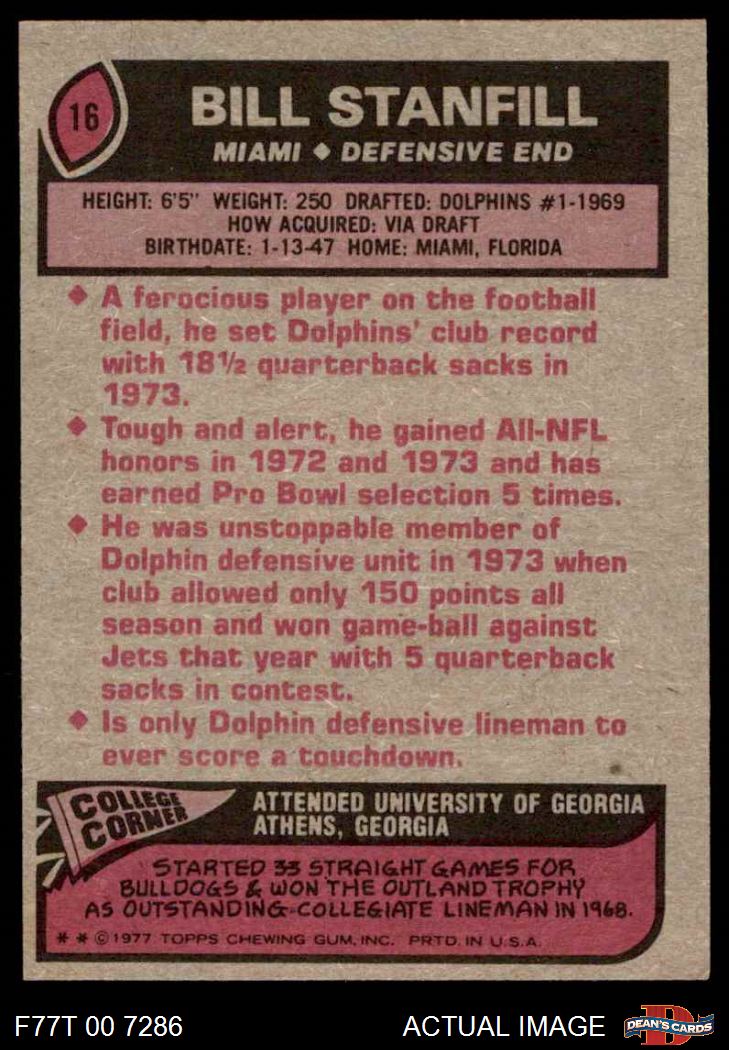 16
BILL STANFILL
MIAMI ◆ DEFENSIVE END
HEIGHT: 6'5" WEIGHT: 250 DRAFTED: DOLPHINS #1-1969
HOW ACQUIRED: VIA DRAFT
BIRTHDATE: 1-13-47 HOME: MIAMI, FLORIDA
◆ A ferocious player on the football
field, he set Dolphins' club record
with 18½ quarterback sacks in
1973.
◆ Tough and alert, he gained All-NFL
honors in 1972 and 1973 and has
earned Pro Bowl selection 5 times.
◆ He was unstoppable member of
Dolphin defensive unit in 1973 when
club allowed only 150 points all
season and won game-ball against
Jets that year with 5 quarterback
sacks in contest.
◆ Is only Dolphin defensive lineman to
ever score a touchdown.
COLLEGE
CORNER
ATTENDED UNIVERSITY OF GEORGIA
ATHENS, GEORGIA
STARTED 33 STRAIGHT GAMES FOR
BULLDOGS & WON THE OUTLAND TROPHY
AS OUTSTANDING COLLEGIATE LINEMAN IN 1968.
* * © 1977 TOPPS CHEWING GUM, INC. PRTD. IN U.S.A.
F77T 00 7286
ACTUAL IMAGE
D
DEAN'S CARDS